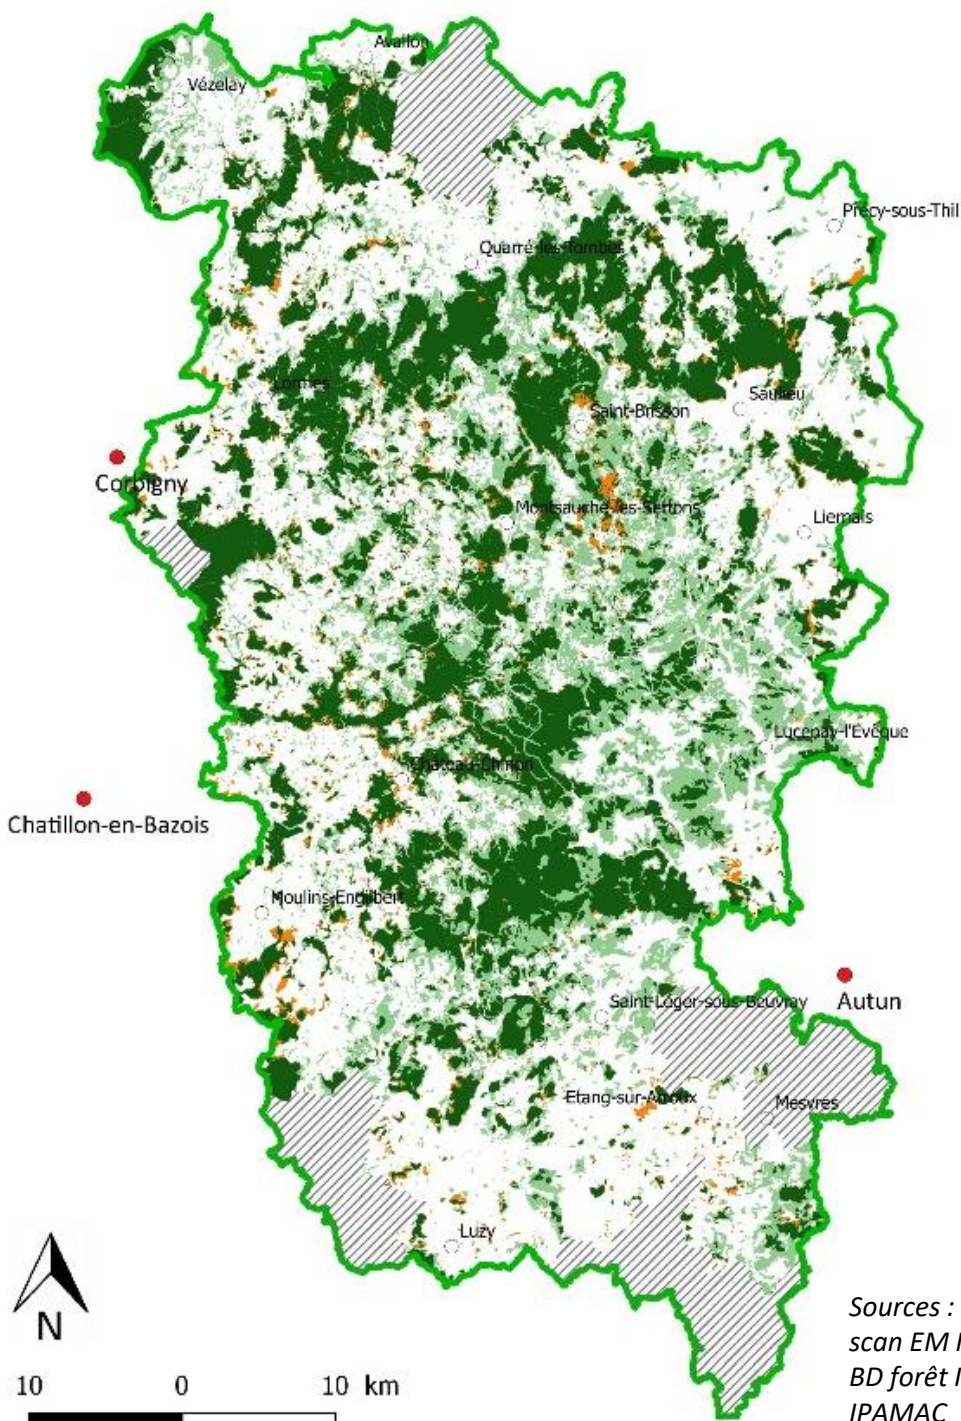 Avallon
Vézelay
Précy-sous-Thil
Quarré-les-Tombes
Lormes
Saulieu
Saint-Brisson
Corbigny
Montsauche-les-Settons
Liernais
Lucenay-l'Évêque
Château-Chinon
Chatillon-en-Bazois
Moulins-Engilbert
Autun
Saint-Léger-sous-Beuvray
Etang-sur-Arroux
Mesvres
Luzy
N
Sources :
scan EM
BD forêt
IPAMAC
10 0 10 km